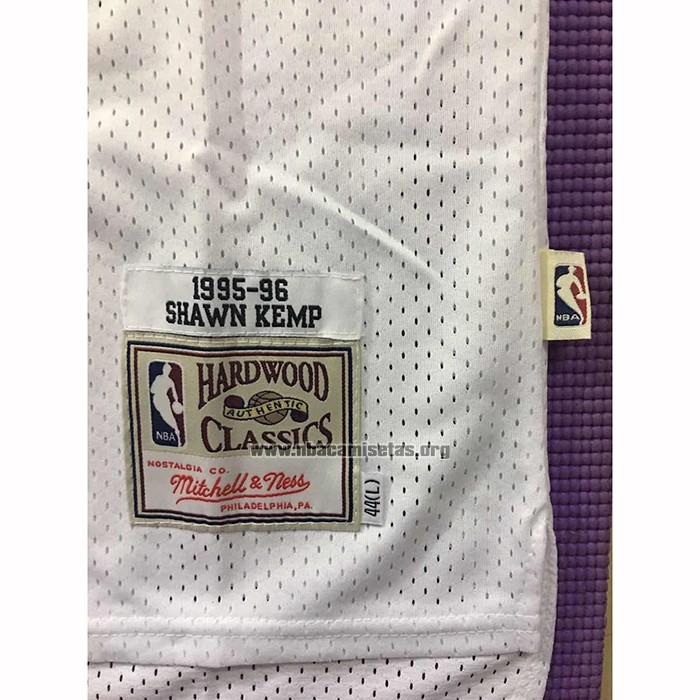 1995-96
SHAWN KEMP
NBA
HARDWOOD
AUTHENTIC
CLASSICS
www.nbacamisetas.org
NOSTALGIA CO.
Mitchell & Ness
PHILADELPHIA, PA.
44(L)
NBA